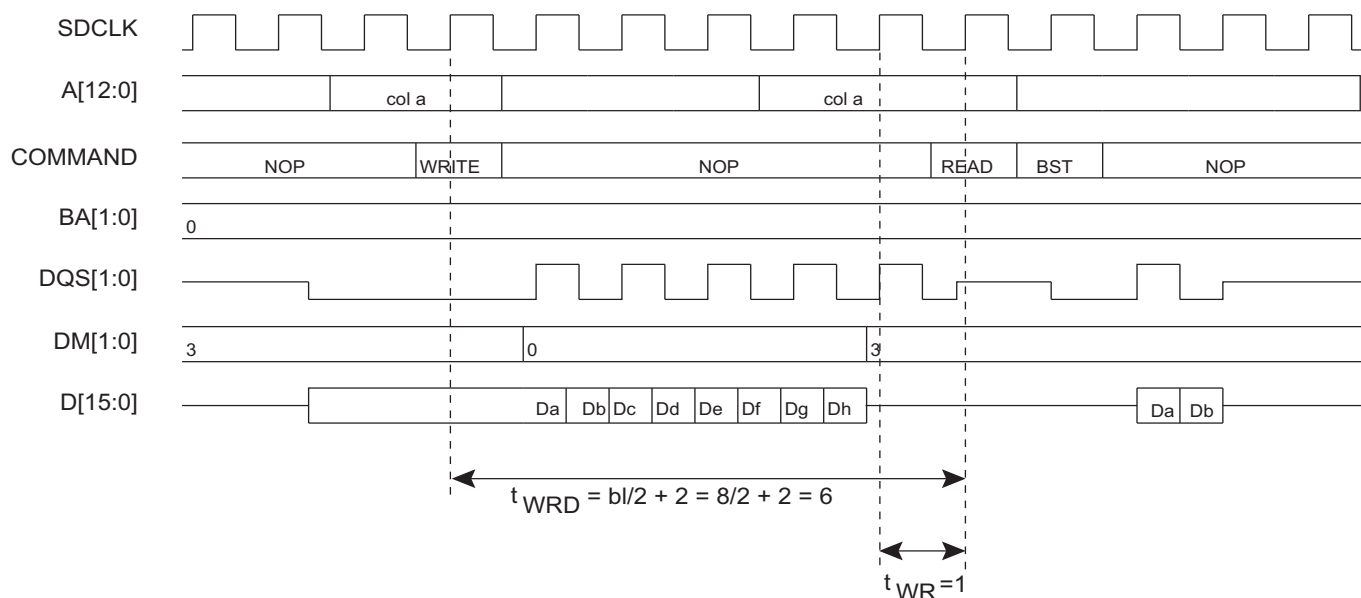 SDCLK
A[12:0] col a col a
COMMAND NOP WRITE NOP READ BST NOP
BA[1:0] 0
DQS[1:0]
DM[1:0] 3 0 3
D[15:0] Da Db Dc Dd De Df Dg Dh Da Db
t WRD = bl/2 + 2 = 8/2 + 2 = 6
t WR =1